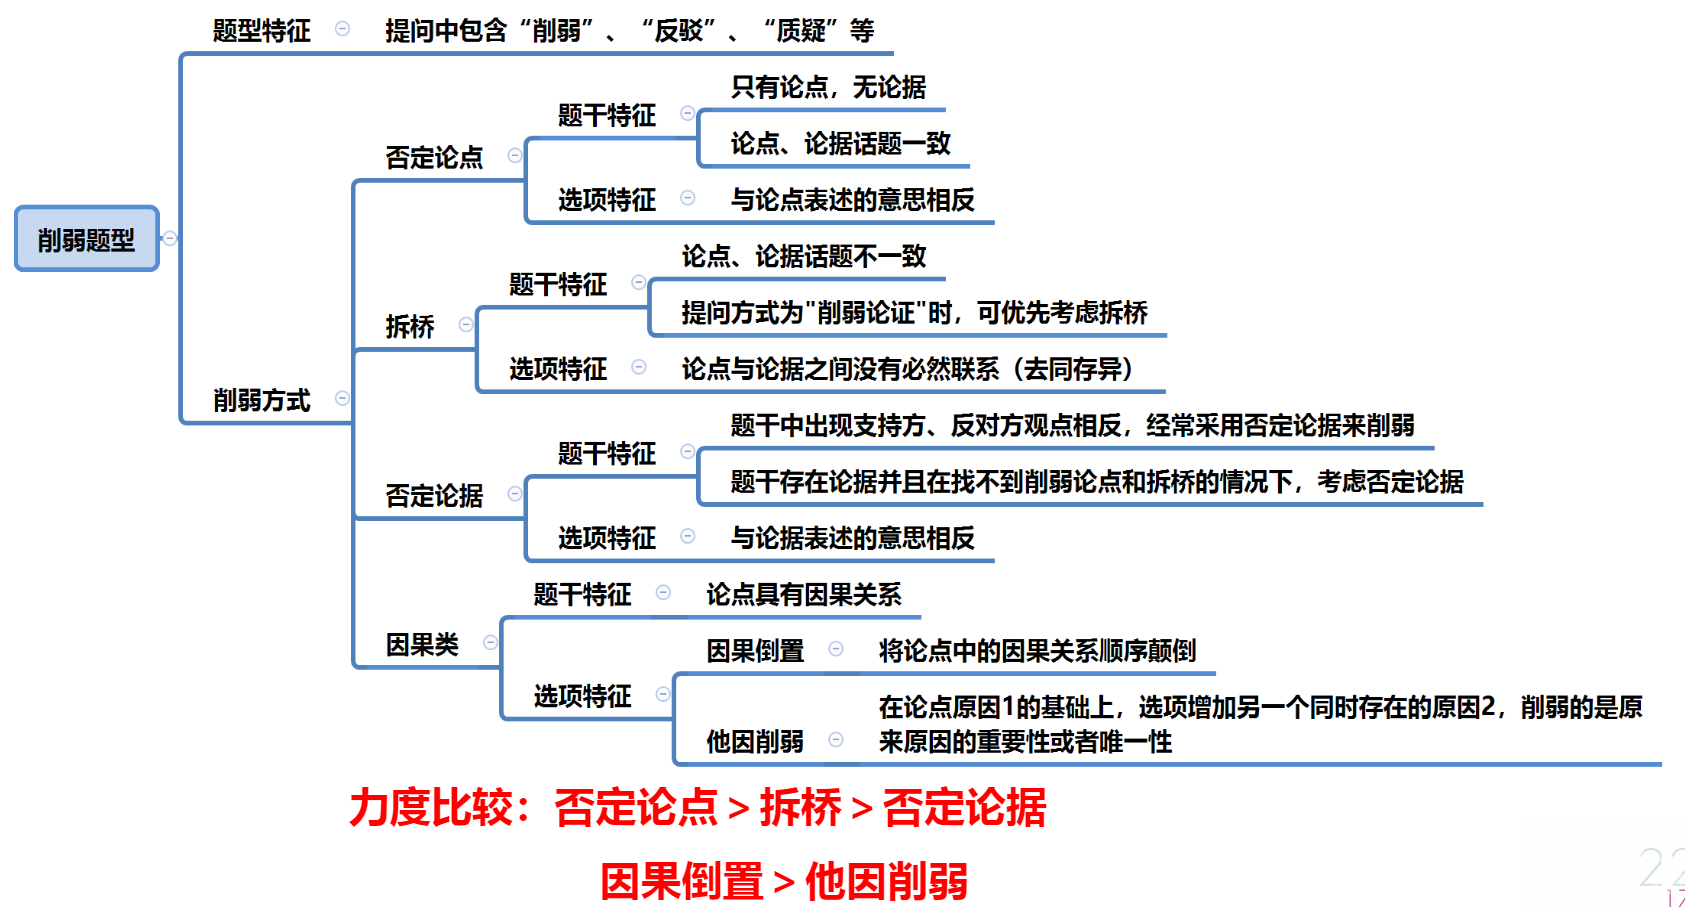 题型特征
提问中包含“削弱”、“反驳”、“质疑”等
只有论点，无论据
题干特征
论点、论据话题一致
否定论点
选项特征
与论点表述的意思相反
削弱题型
论点、论据话题不一致
题干特征
提问方式为"削弱论证"时，可优先考虑拆桥
拆桥
选项特征
论点与论据之间没有必然联系（去同存异）
削弱方式
题干中出现支持方、反对方观点相反，经常采用否定论据来削弱
题干特征
题干存在论据并且在找不到削弱论点和拆桥的情况下，考虑否定论据
否定论据
选项特征
与论据表述的意思相反
题干特征
论点具有因果关系
因果类
因果倒置
将论点中的因果关系顺序颠倒
选项特征
在论点原因1的基础上，选项增加另一个同时存在的原因2，削弱的是原
来原因的重要性或者唯一性
他因削弱
力度比较：否定论点＞拆桥＞否定论据
因果倒置＞他因削弱
22
17